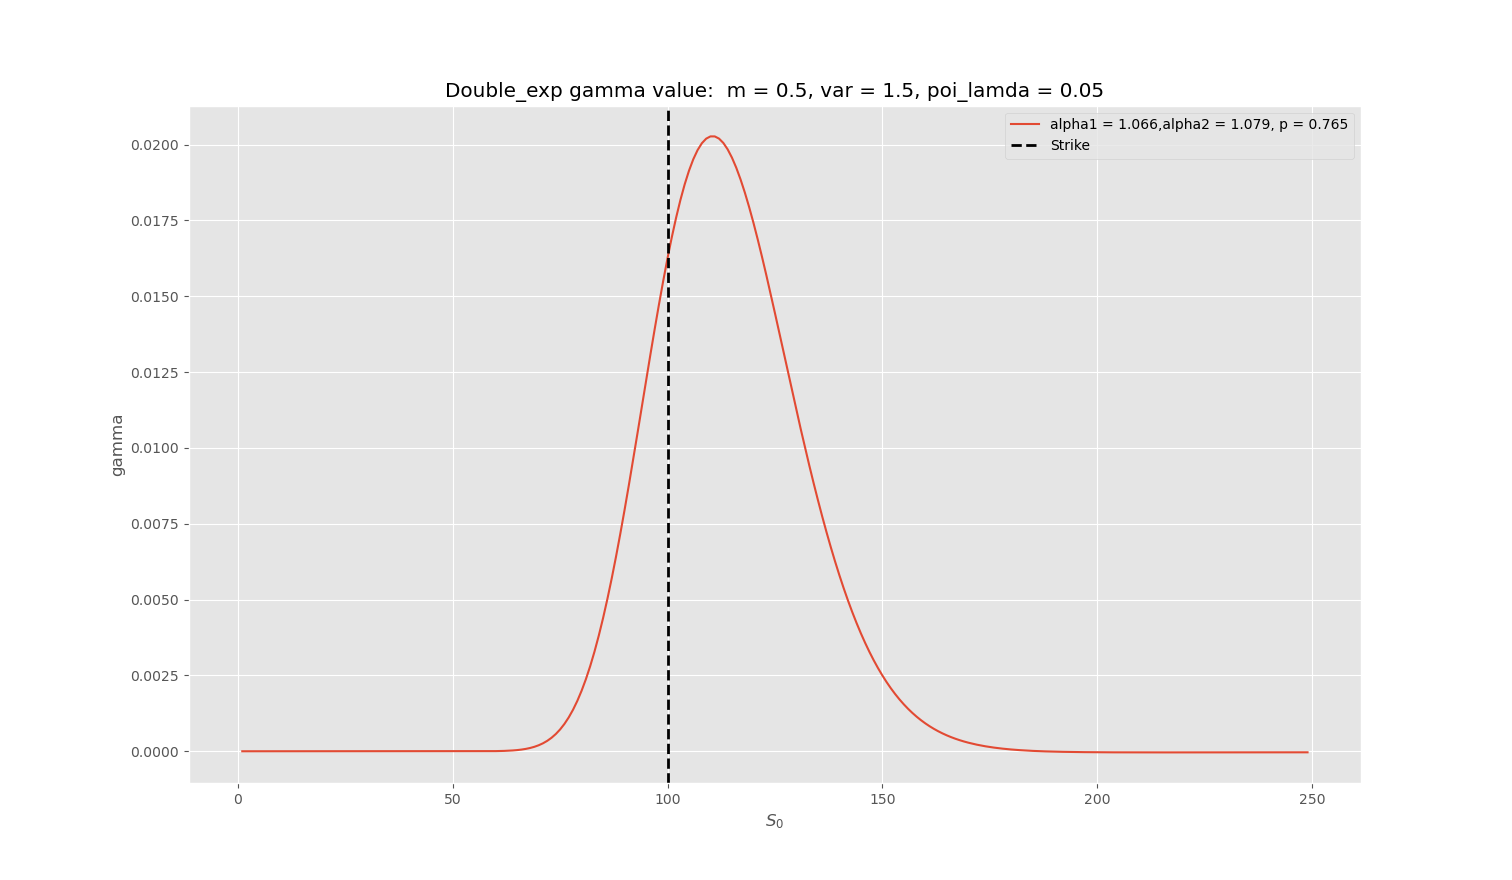 Double_exp gamma value:  m = 0.5, var = 1.5, poi_lamda = 0.05
alpha1 = 1.066,alpha2 = 1.079, p = 0.765
Strike
0.0200
0.0175
0.0150
0.0125
0.0100
0.0075
0.0050
0.0025
0.0000
gamma
0 50 100 150 200 250
S₀